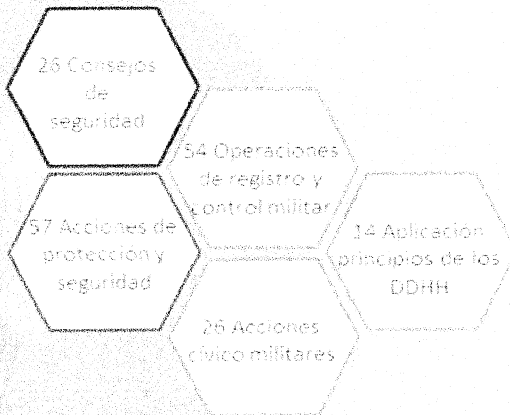 26 Consejos
de
seguridad
54 Operaciones
de registro y
control militar
57 Acciones de
protección y
seguridad
14 Aplicación
principios de los
DDHH
26 Acciones
cívico militares